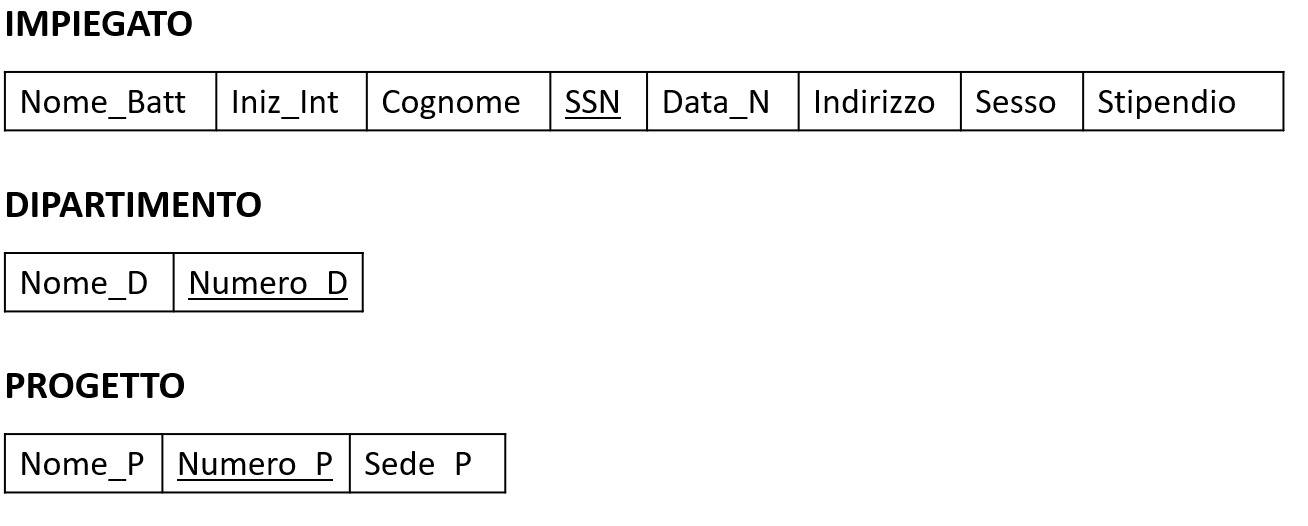 IMPIEGATO
Nome_Batt Iniz_Int Cognome SSN Data_N Indirizzo Sesso Stipendio
DIPARTIMENTO
Nome_D Numero_D
PROGETTO
Nome_P Numero_P Sede_P